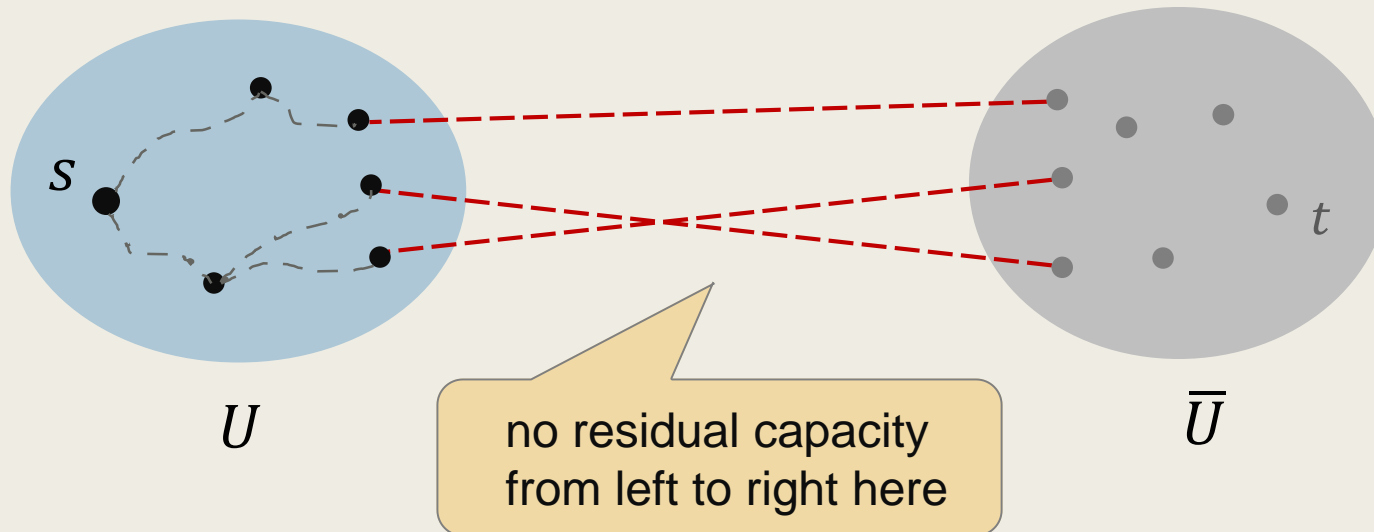 s
t
U
U̅
no residual capacity
from left to right here